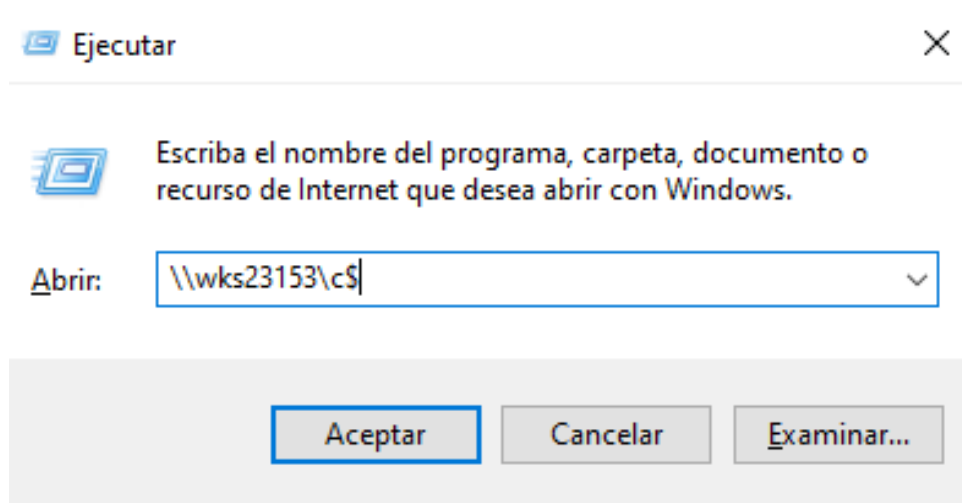 Ejecutar
Escriba el nombre del programa, carpeta, documento o
recurso de Internet que desea abrir con Windows.
Abrir: \\wks23153\c$
Aceptar Cancelar Examinar...